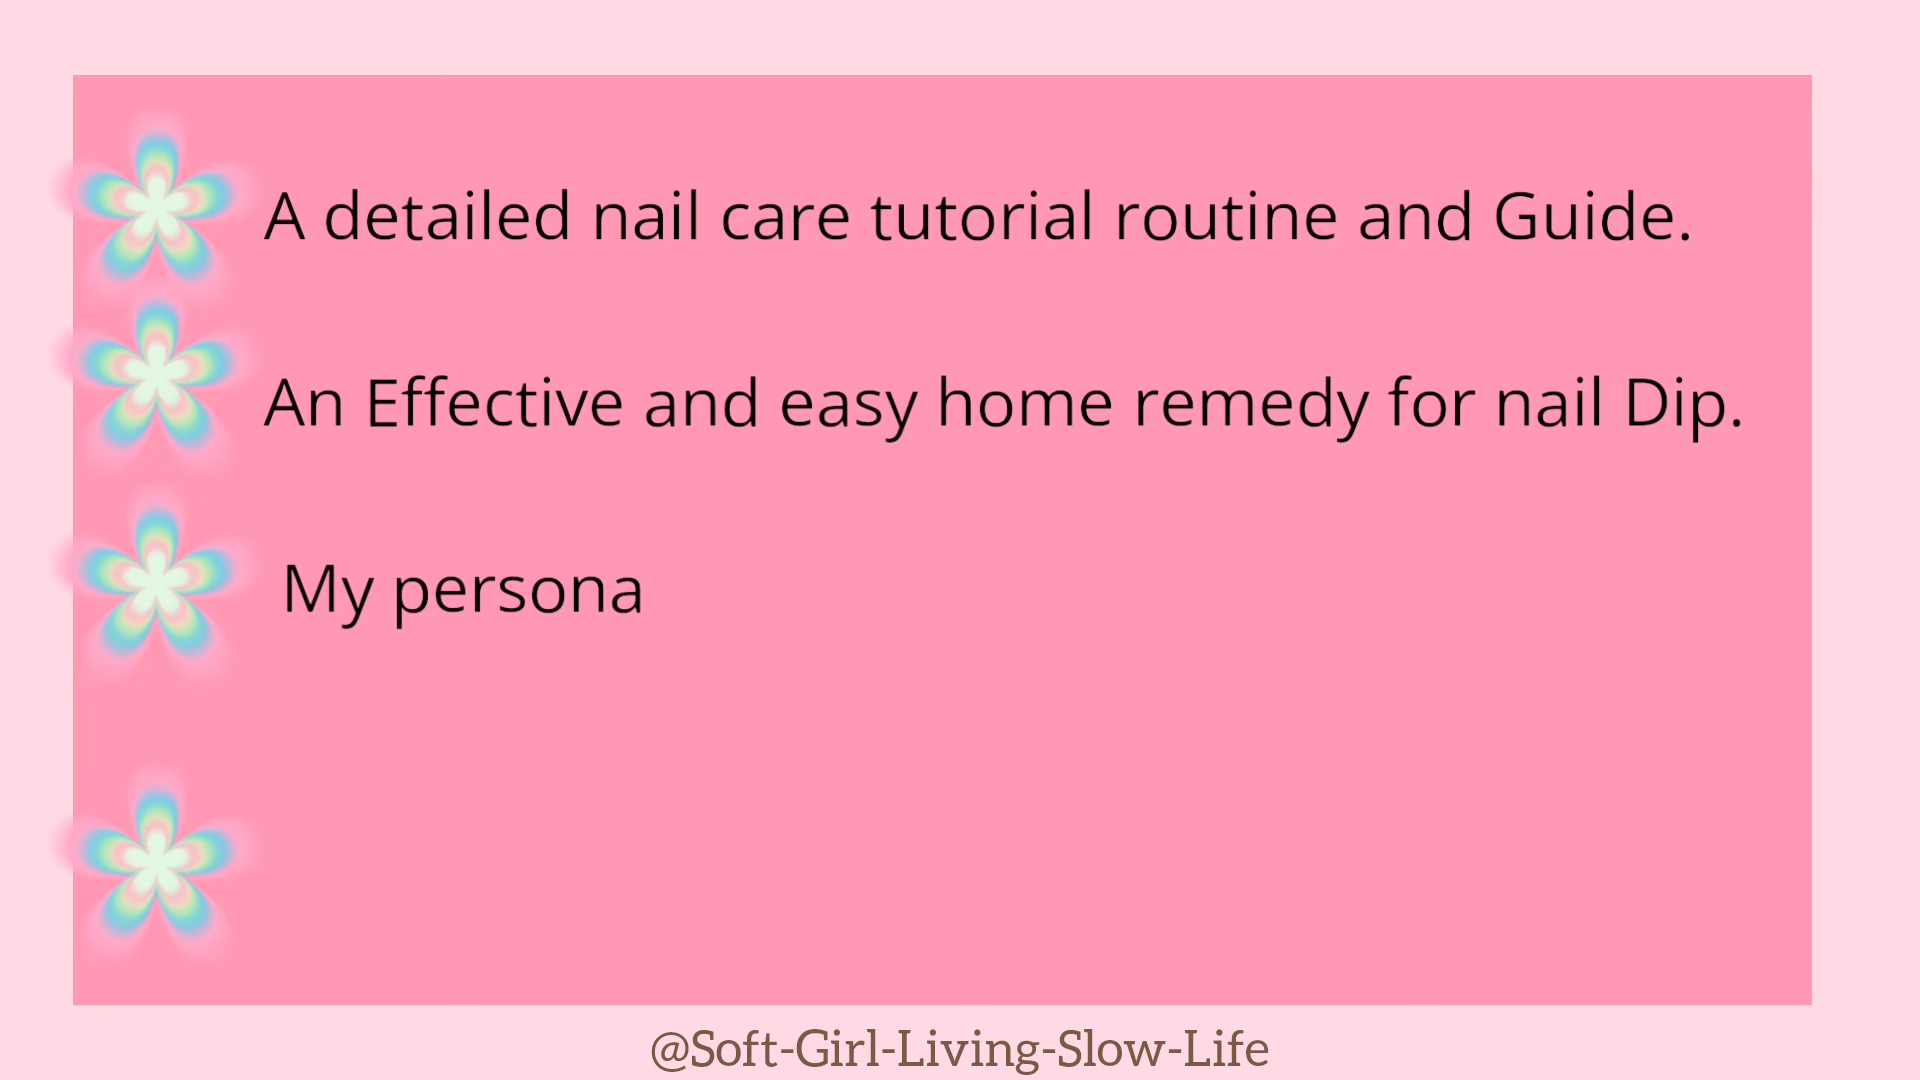 A detailed nail care tutorial routine and Guide.
An Effective and easy home remedy for nail Dip.
My persona
@Soft-Girl-Living-Slow-Life